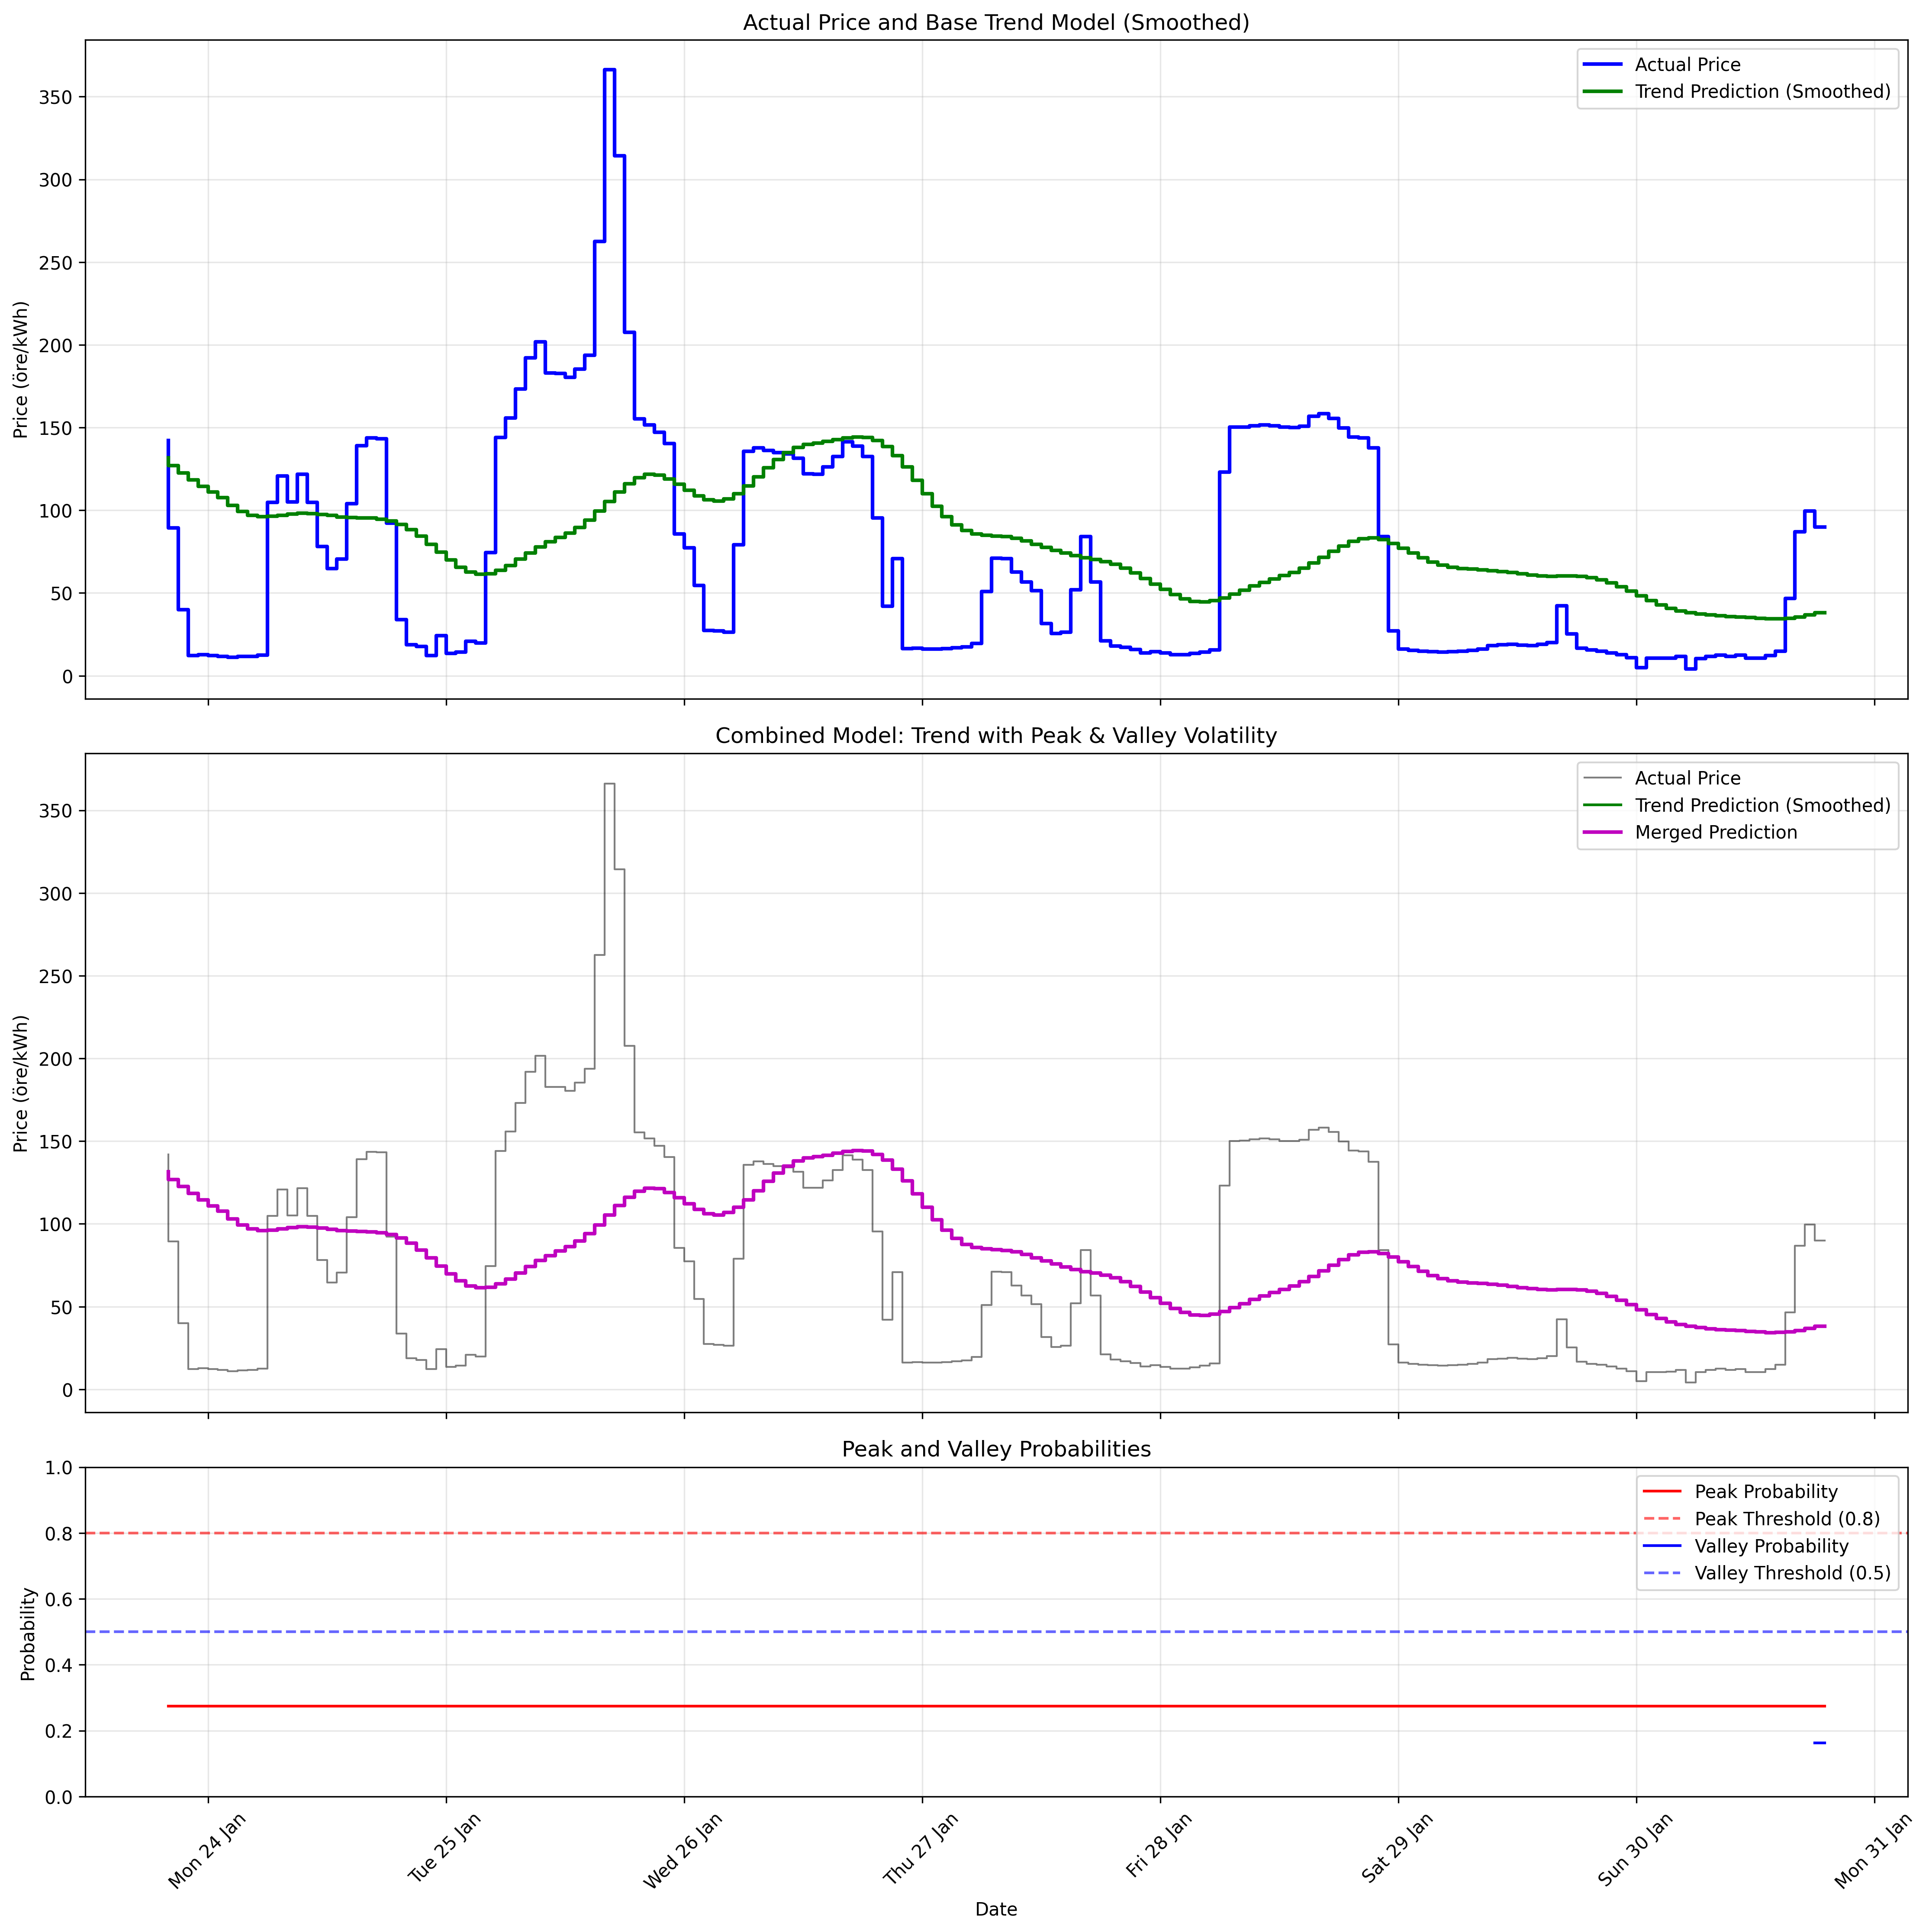 Actual Price and Base Trend Model (Smoothed)
Price (öre/kWh)
350
300
250
200
150
100
50
0
Actual Price
Trend Prediction (Smoothed)
Combined Model: Trend with Peak & Valley Volatility
Price (öre/kWh)
350
300
250
200
150
100
50
0
Actual Price
Trend Prediction (Smoothed)
Merged Prediction
Peak and Valley Probabilities
Probability
1.0
0.8
0.6
0.4
0.2
0.0
Peak Probability
Peak Threshold (0.8)
Valley Probability
Valley Threshold (0.5)
Mon 24 Jan
Tue 25 Jan
Wed 26 Jan
Thu 27 Jan
Fri 28 Jan
Sat 29 Jan
Sun 30 Jan
Mon 31 Jan
Date